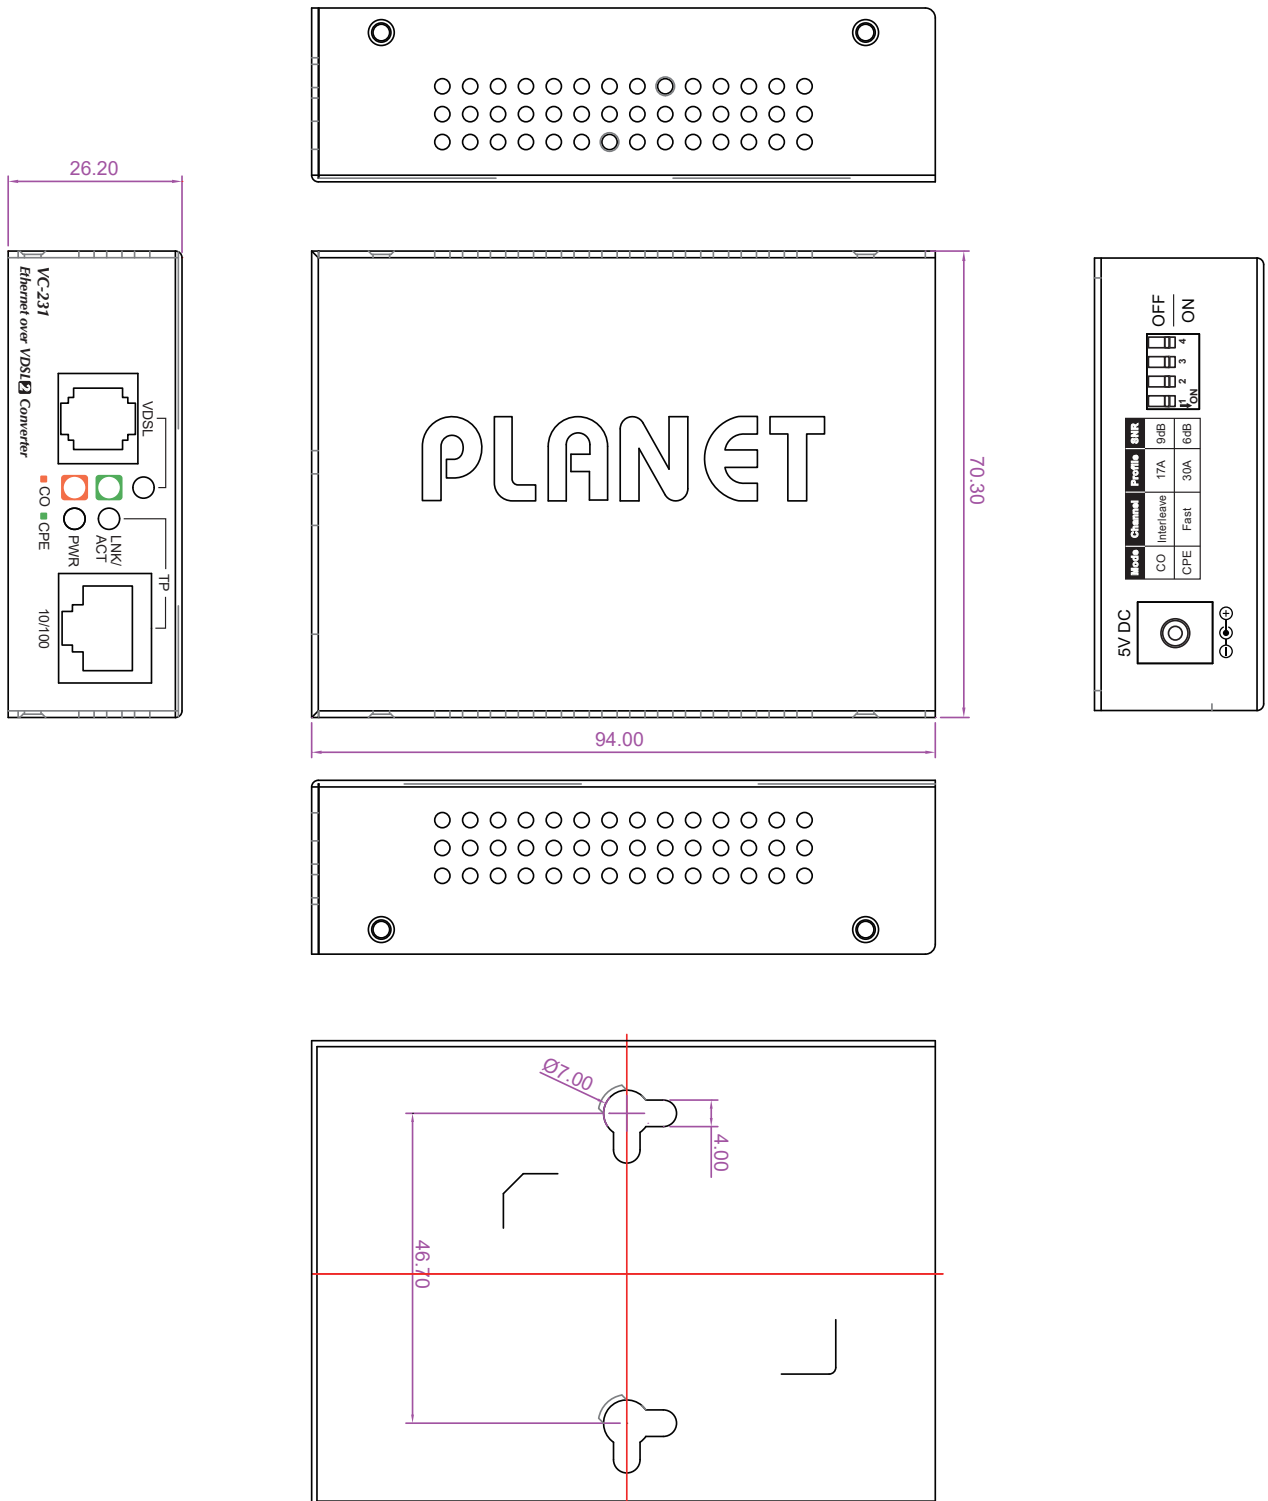 26.20
VC-231
Ethernet over VDSL2 Converter
VDSL
CO CPE
LNK/
ACT
PWR
TP
10/100
PLANET
70.30
94.00
OFF
ON
1 2 3 4
ON
SNR Profile Channel Mode
9dB 17A Interleave CO
6dB 30A Fast CPE
5V DC
Ø7.00
4.00
46.70